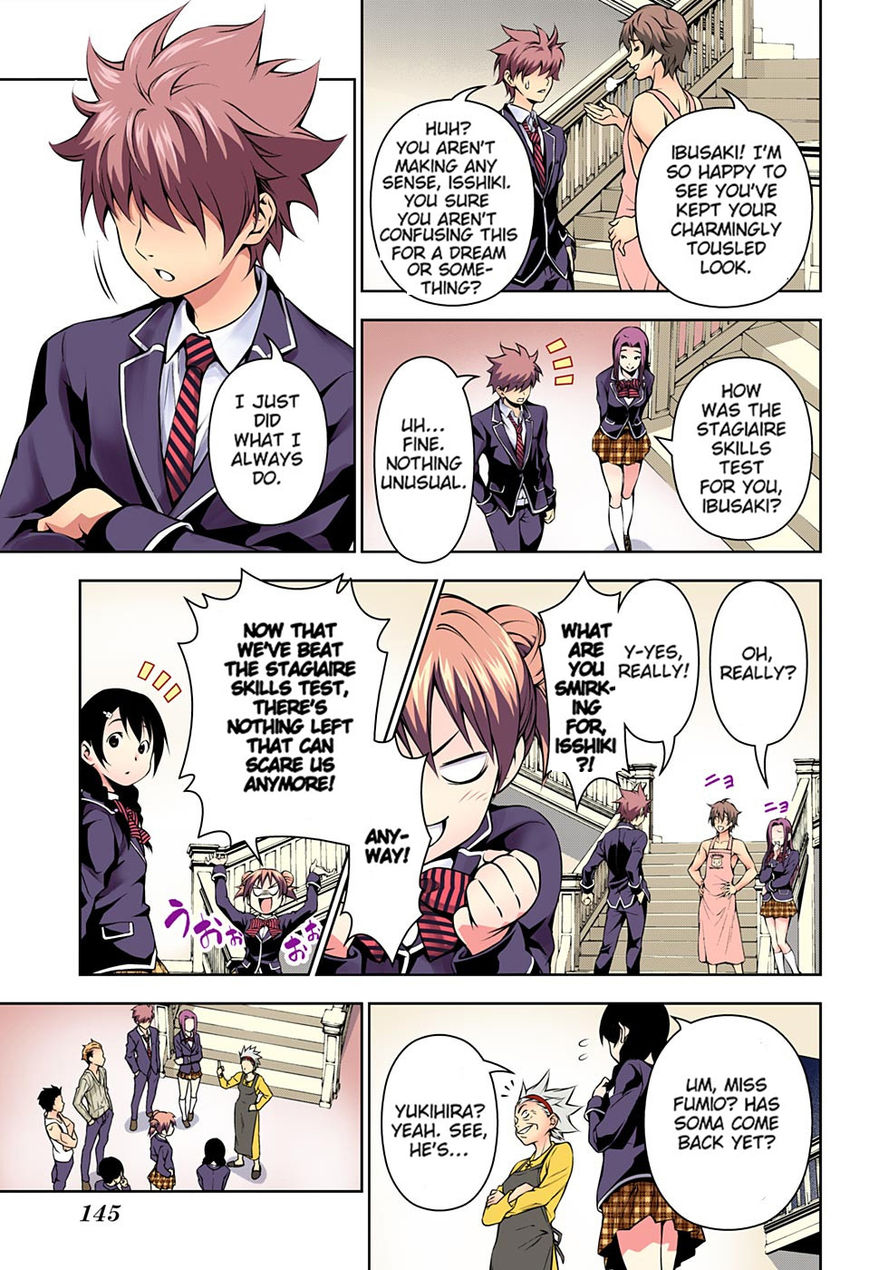 IBUSAKI! I'M
SO HAPPY TO
SEE YOU'VE
KEPT YOUR
CHARMINGLY
TOUSLED
LOOK.
HUH?
YOU AREN'T
MAKING ANY
SENSE, ISSHIKI.
YOU SURE
YOU AREN'T
CONFUSING THIS
FOR A DREAM
OR SOME-
THING?
HOW
WAS THE
STAGIAIRE
SKILLS
TEST
FOR YOU,
IBUSAKI?
UH...
FINE.
NOTHING
UNUSUAL.
I JUST
DID
WHAT I
ALWAYS
DO.
OH,
REALLY?
Y-YES,
REALLY!
WHAT
ARE
YOU
SMIRK-
ING
FOR,
ISSHIKI
?!
ニヨ
ニヨ
ANY-
WAY!
NOW THAT
WE'VE BEAT
THE STAGIAIRE
SKILLS TEST,
THERE'S
NOTHING LEFT
THAT CAN
SCARE US
ANYMORE!
うおぉ
おぉ
UM, MISS
FUMIO? HAS
SOMA COME
BACK YET?
YUKIHIRA?
YEAH. SEE,
HE'S...
145